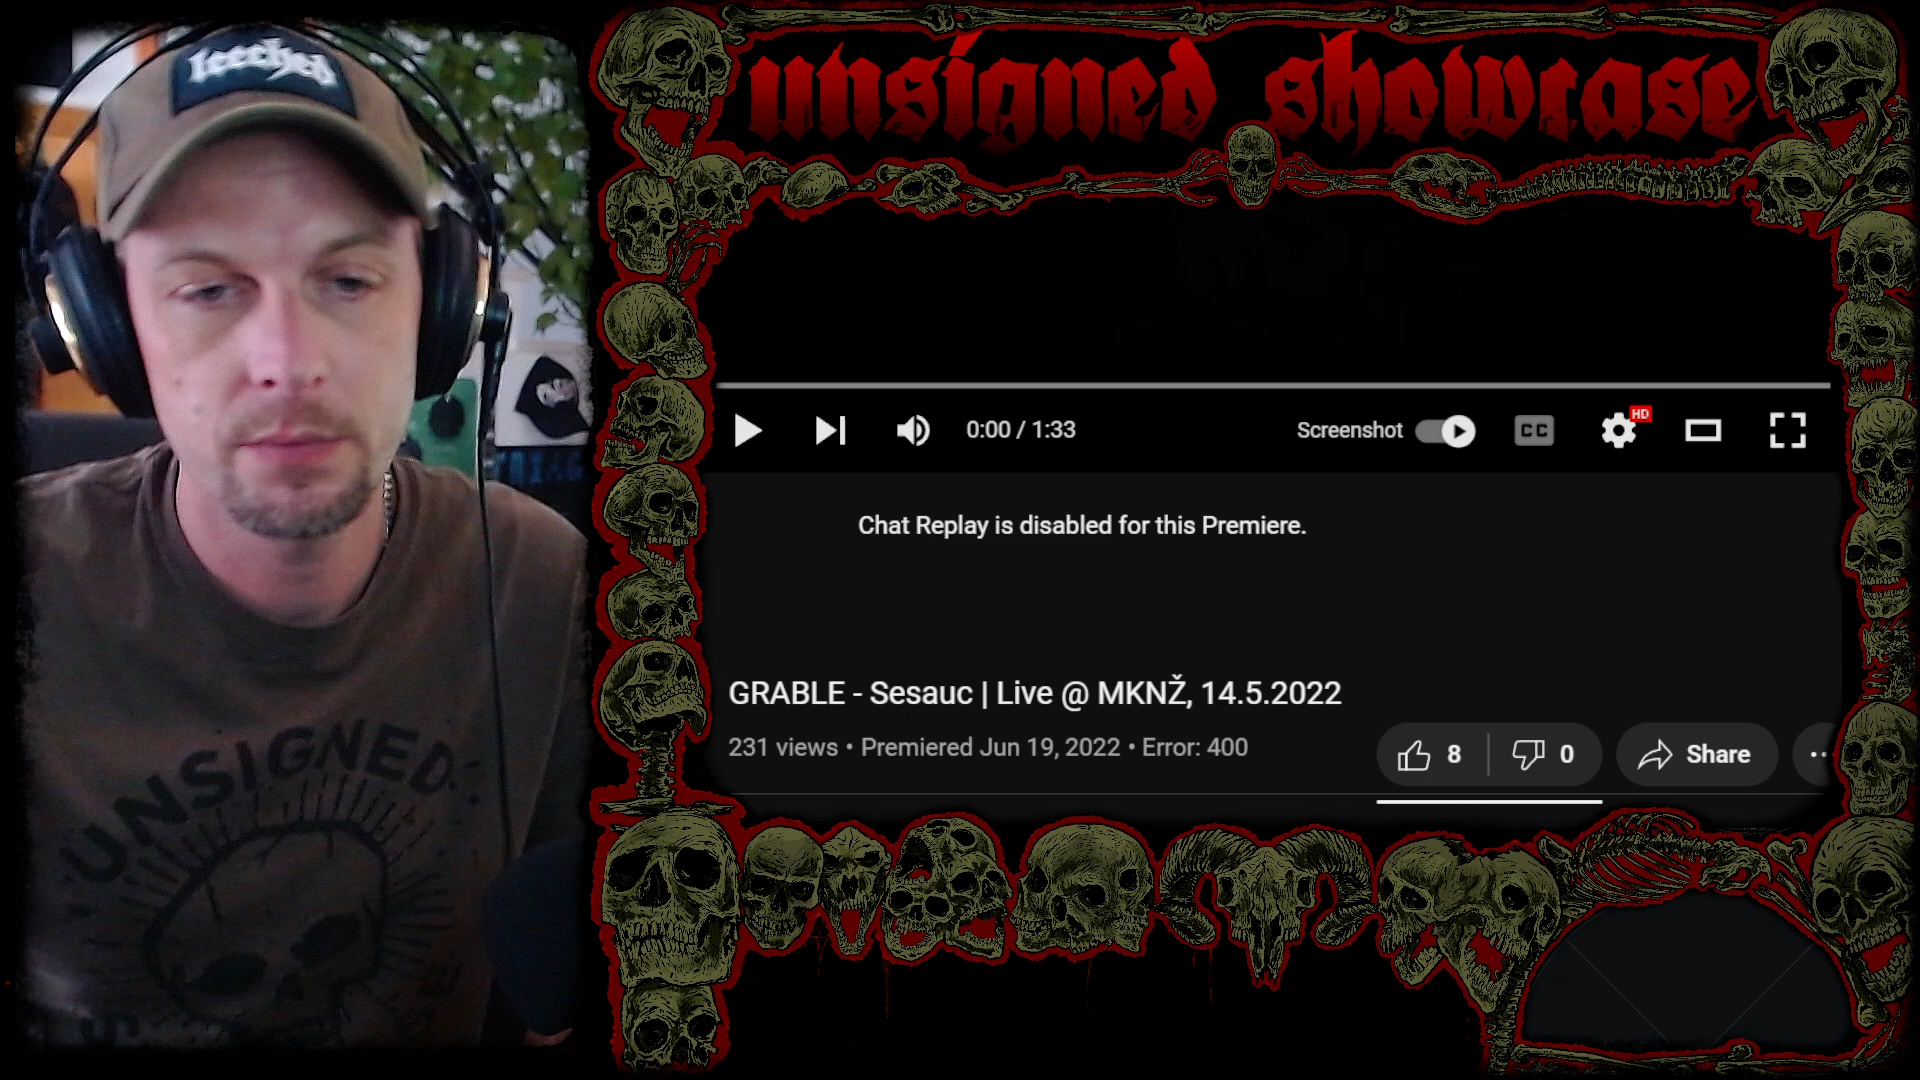 leeched
unsigned showcase
0:00 / 1:33
Screenshot
CC
HD
Chat Replay is disabled for this Premiere.
GRABLE - Sesauc | Live @ MKNŽ, 14.5.2022
231 views • Premiered Jun 19, 2022 • Error: 400
8
0
Share
UNSIGNED